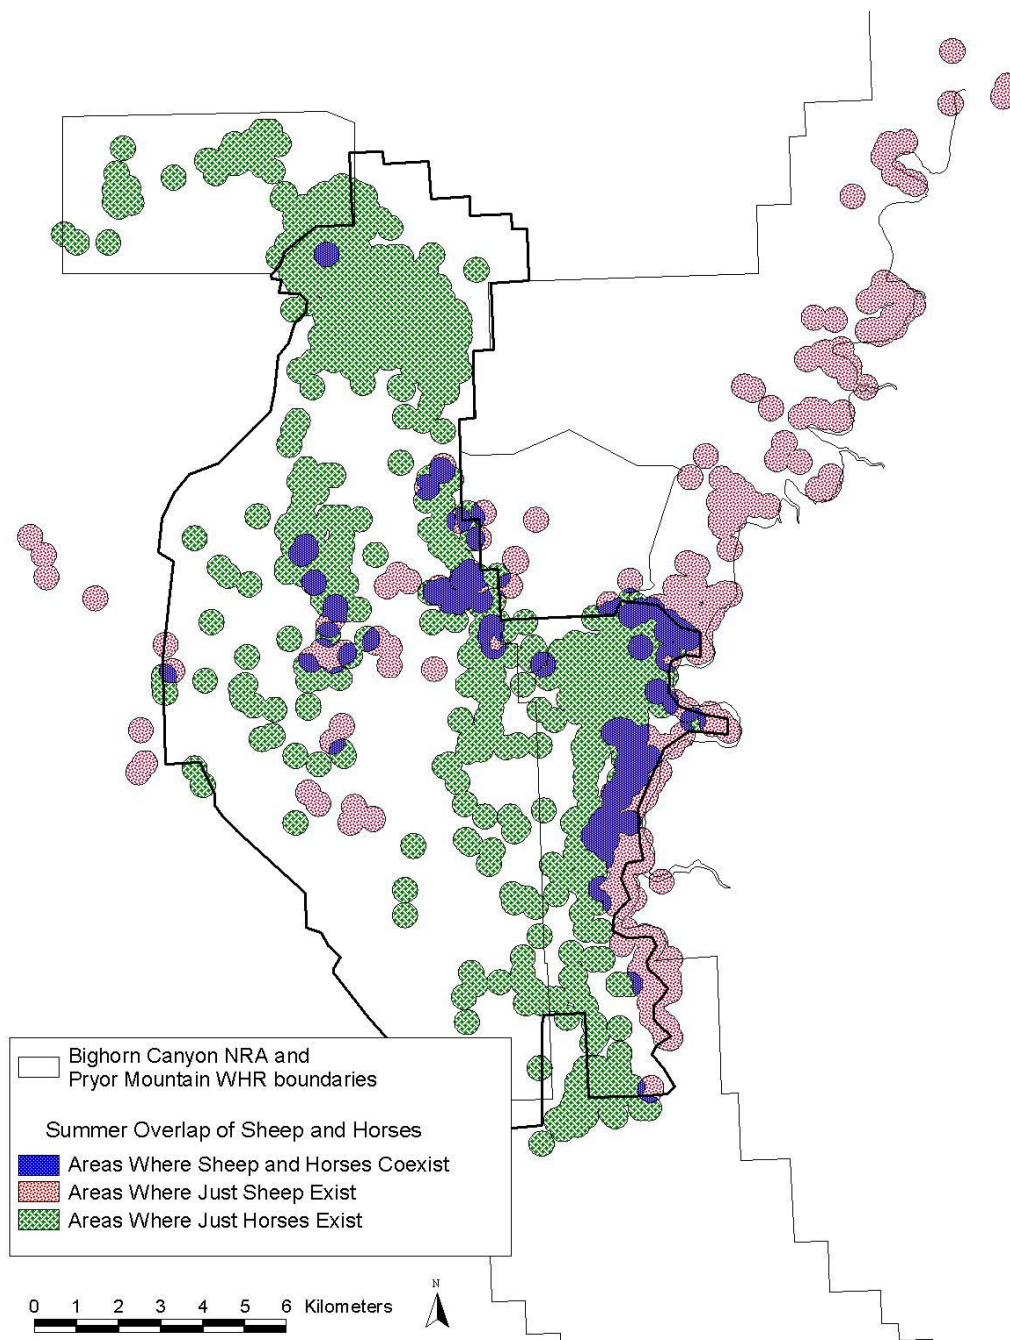 Bighorn Canyon NRA and
Pryor Mountain WHR boundaries
Summer Overlap of Sheep and Horses
Areas Where Sheep and Horses Coexist
Areas Where Just Sheep Exist
Areas Where Just Horses Exist
N
0 1 2 3 4 5 6 Kilometers